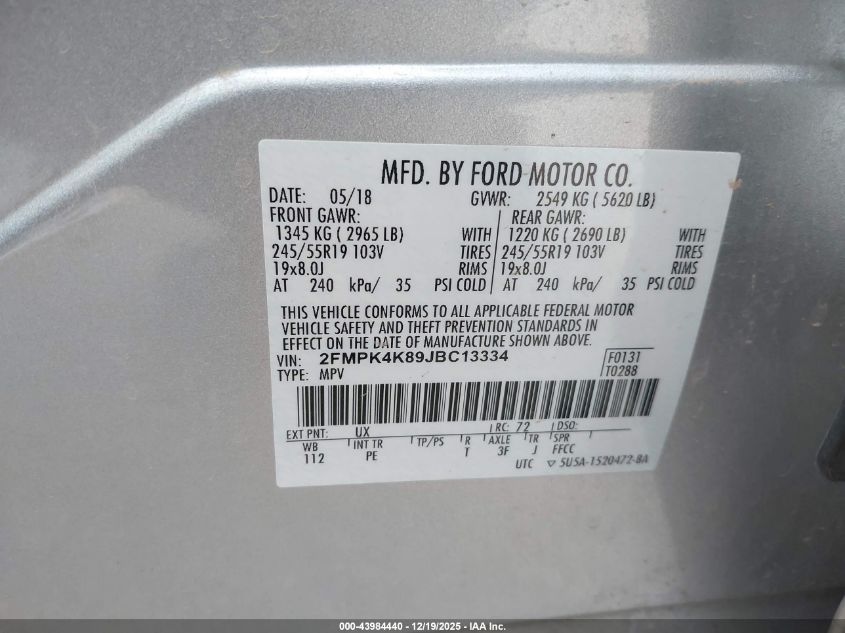 MFD. BY FORD MOTOR CO.
DATE: 05/18 GVWR: 2549 KG ( 5620 LB)
FRONT GAWR: REAR GAWR:
1345 KG ( 2965 LB) WITH 1220 KG ( 2690 LB) WITH
245/55R19 103V TIRES 245/55R19 103V TIRES
19x8.0J RIMS 19x8.0J RIMS
AT 240 kPa/ 35 PSI COLD AT 240 kPa/ 35 PSI COLD
THIS VEHICLE CONFORMS TO ALL APPLICABLE FEDERAL MOTOR
VEHICLE SAFETY AND THEFT PREVENTION STANDARDS IN
EFFECT ON THE DATE OF MANUFACTURE SHOWN ABOVE.
VIN: 2FMPK4K89JBC13334 F0131
TYPE: MPV T0288
EXT PNT: UX RC: 72 DSO:
WB INT TR TP/PS R AXLE TR SPR
112 PE T 3F J FFCC
UTC ▽ 5U5A-1520472-BA
000-43984440 - 12/19/2025 - IAA Inc.